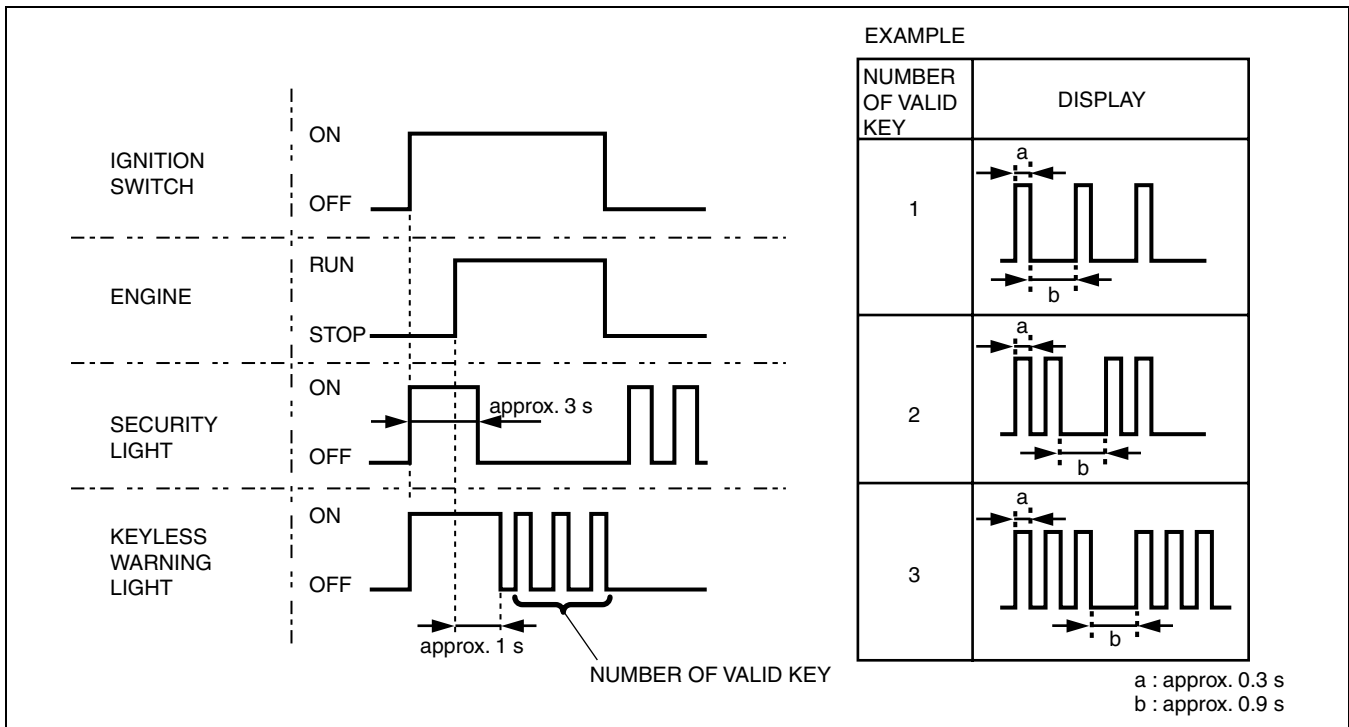 IGNITION
SWITCH
ON
OFF
ENGINE
RUN
STOP
SECURITY
LIGHT
ON
OFF
approx. 3 s
KEYLESS
WARNING
LIGHT
ON
OFF
approx. 1 s
NUMBER OF VALID KEY
EXAMPLE
NUMBER
OF VALID
KEY
DISPLAY
1
a
b
2
a
b
3
a
b
a : approx. 0.3 s
b : approx. 0.9 s